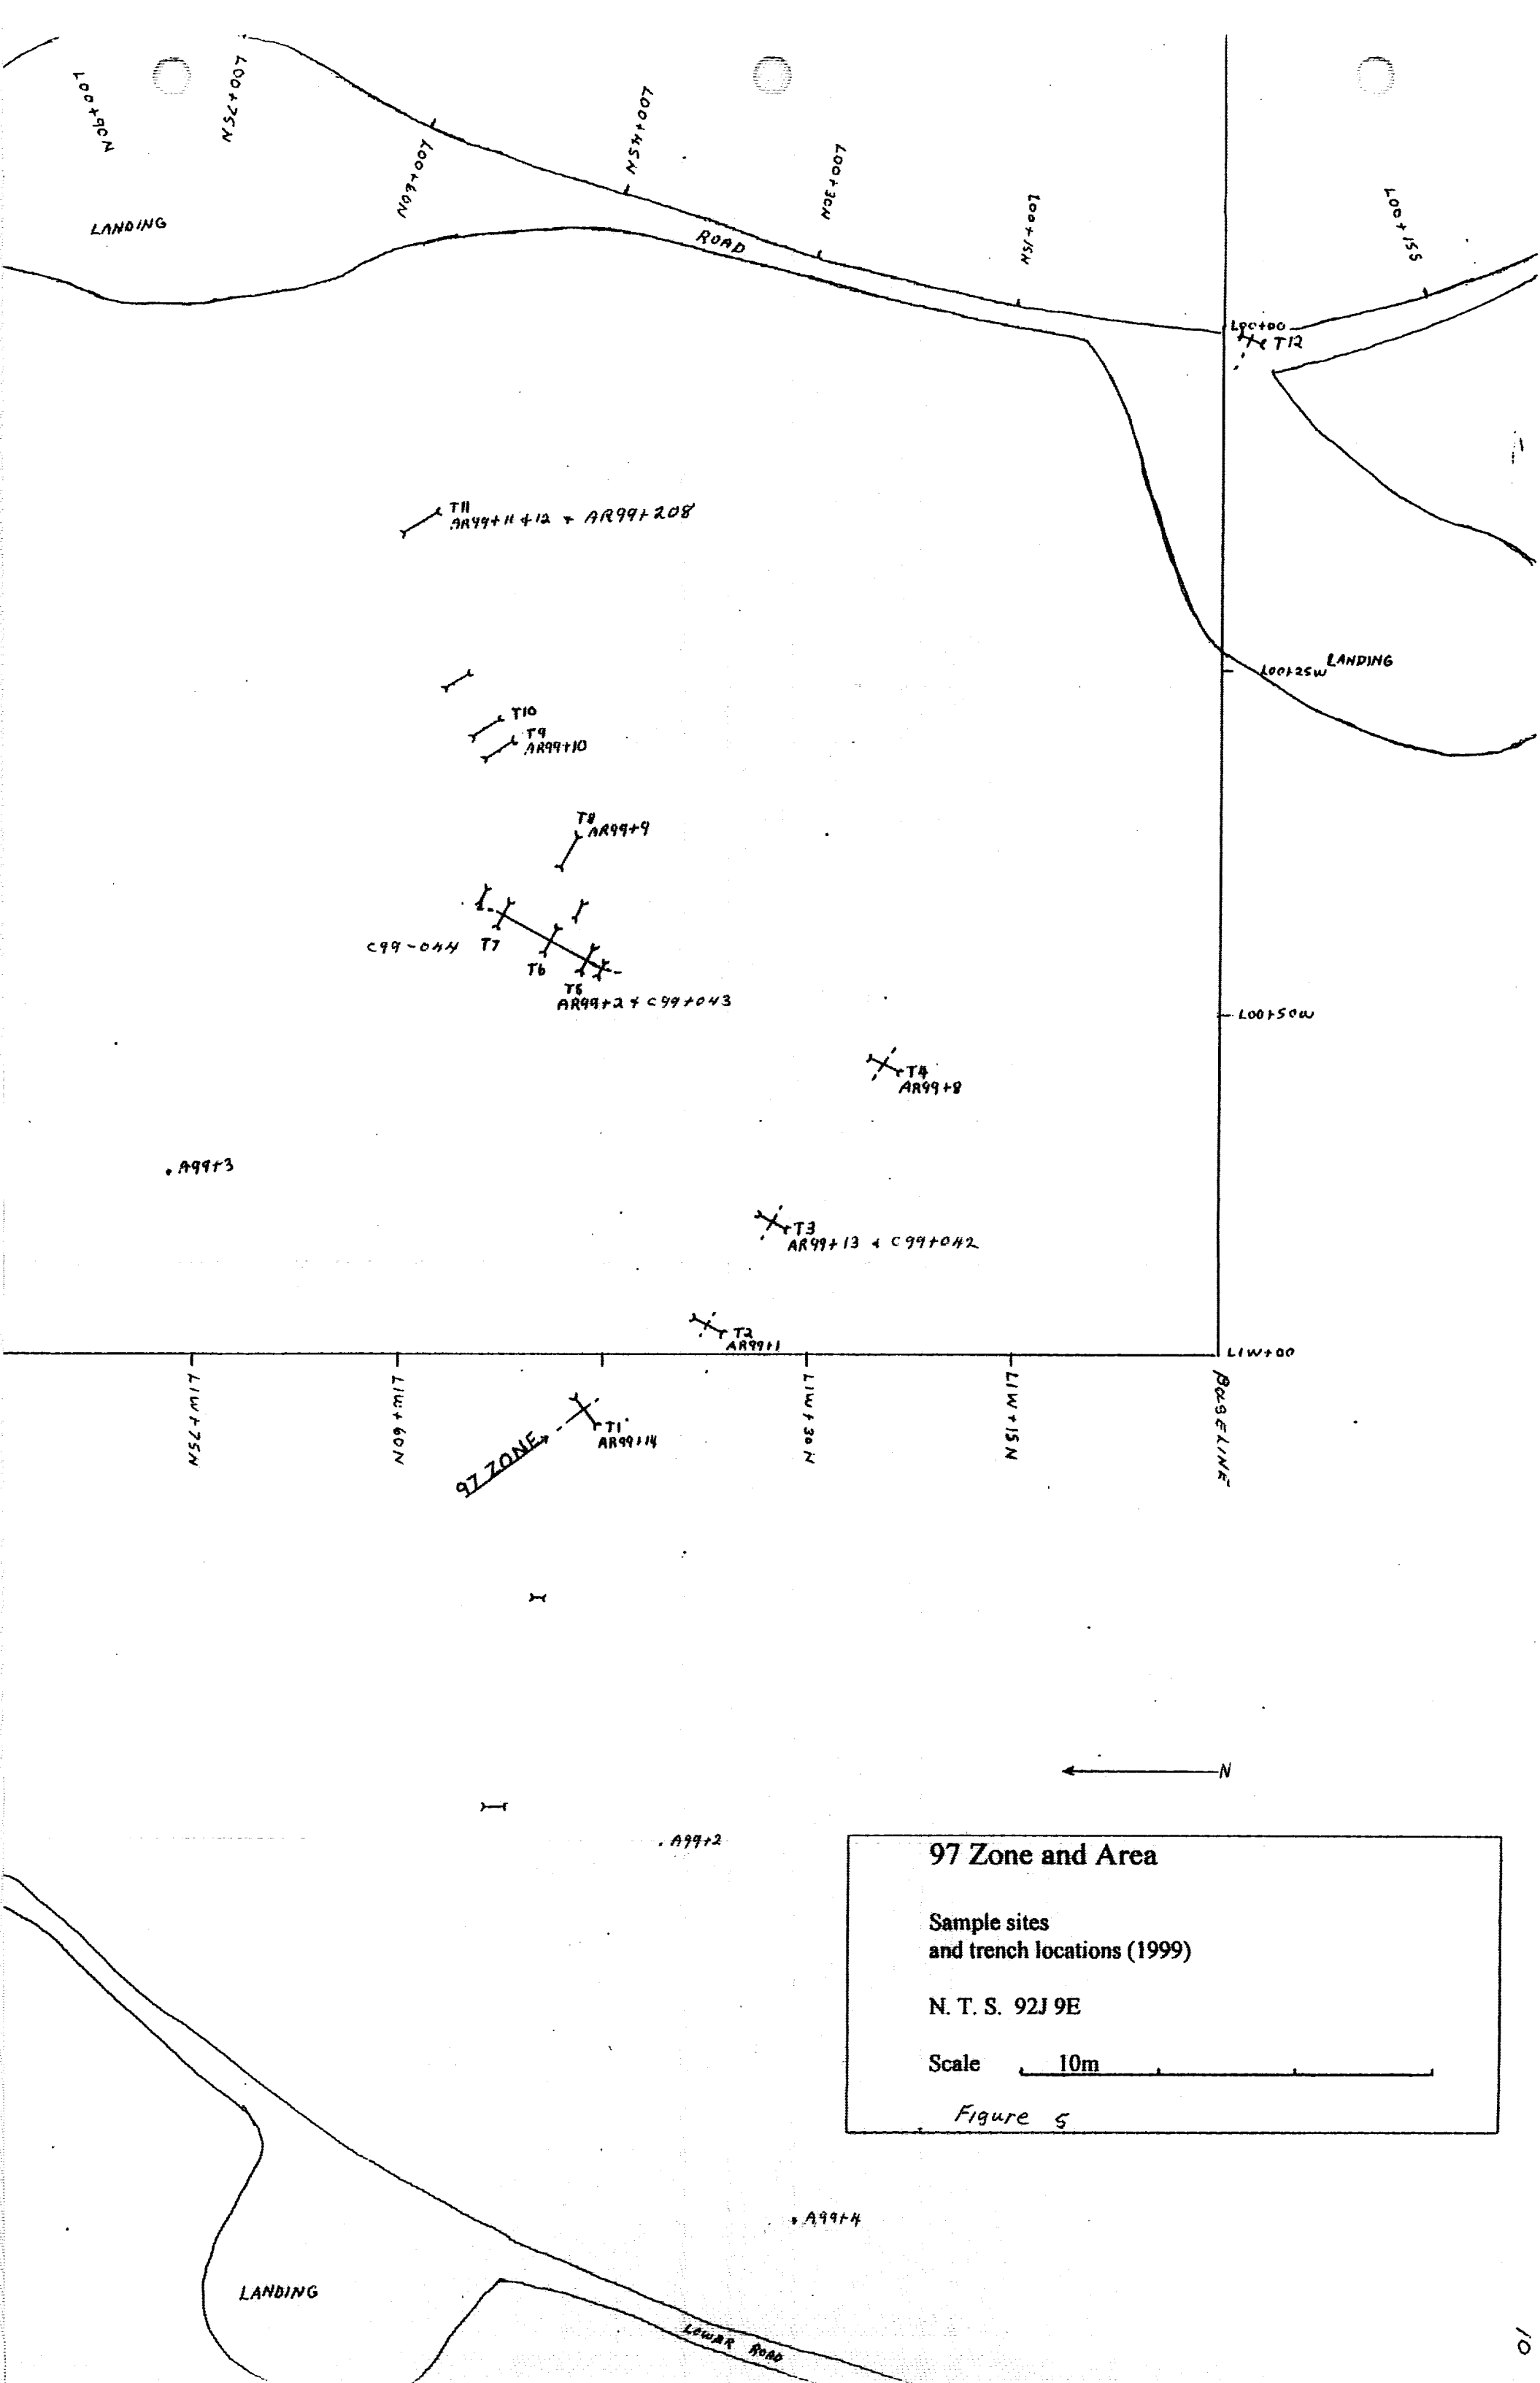 L00+90N
L00+75N
L00+60N
L00+45N
L00+30N
L00+15N
L00+15S
LANDING
ROAD
L00+00
T12
T11
AR99+11+12 + AR99+208
LANDING
L00+25W
T10
T9
AR99+10
T8
AR99+9
C99-044
T7
T6
T5
AR99+2 + C99+043
L00+50W
T4
AR99+8
A99+3
T3
AR99+13 + C99+042
T2
AR99+1
L1W+00
L1W+75N
L1W+60N
L1W+30N
L1W+15N
BASELINE
T1
AR99+14
97 ZONE
N
A99+2
97 Zone and Area
Sample sites
and trench locations (1999)
N. T. S. 92J 9E
Scale 10m
Figure 5
A99+4
LANDING
LOWAR ROAD
10